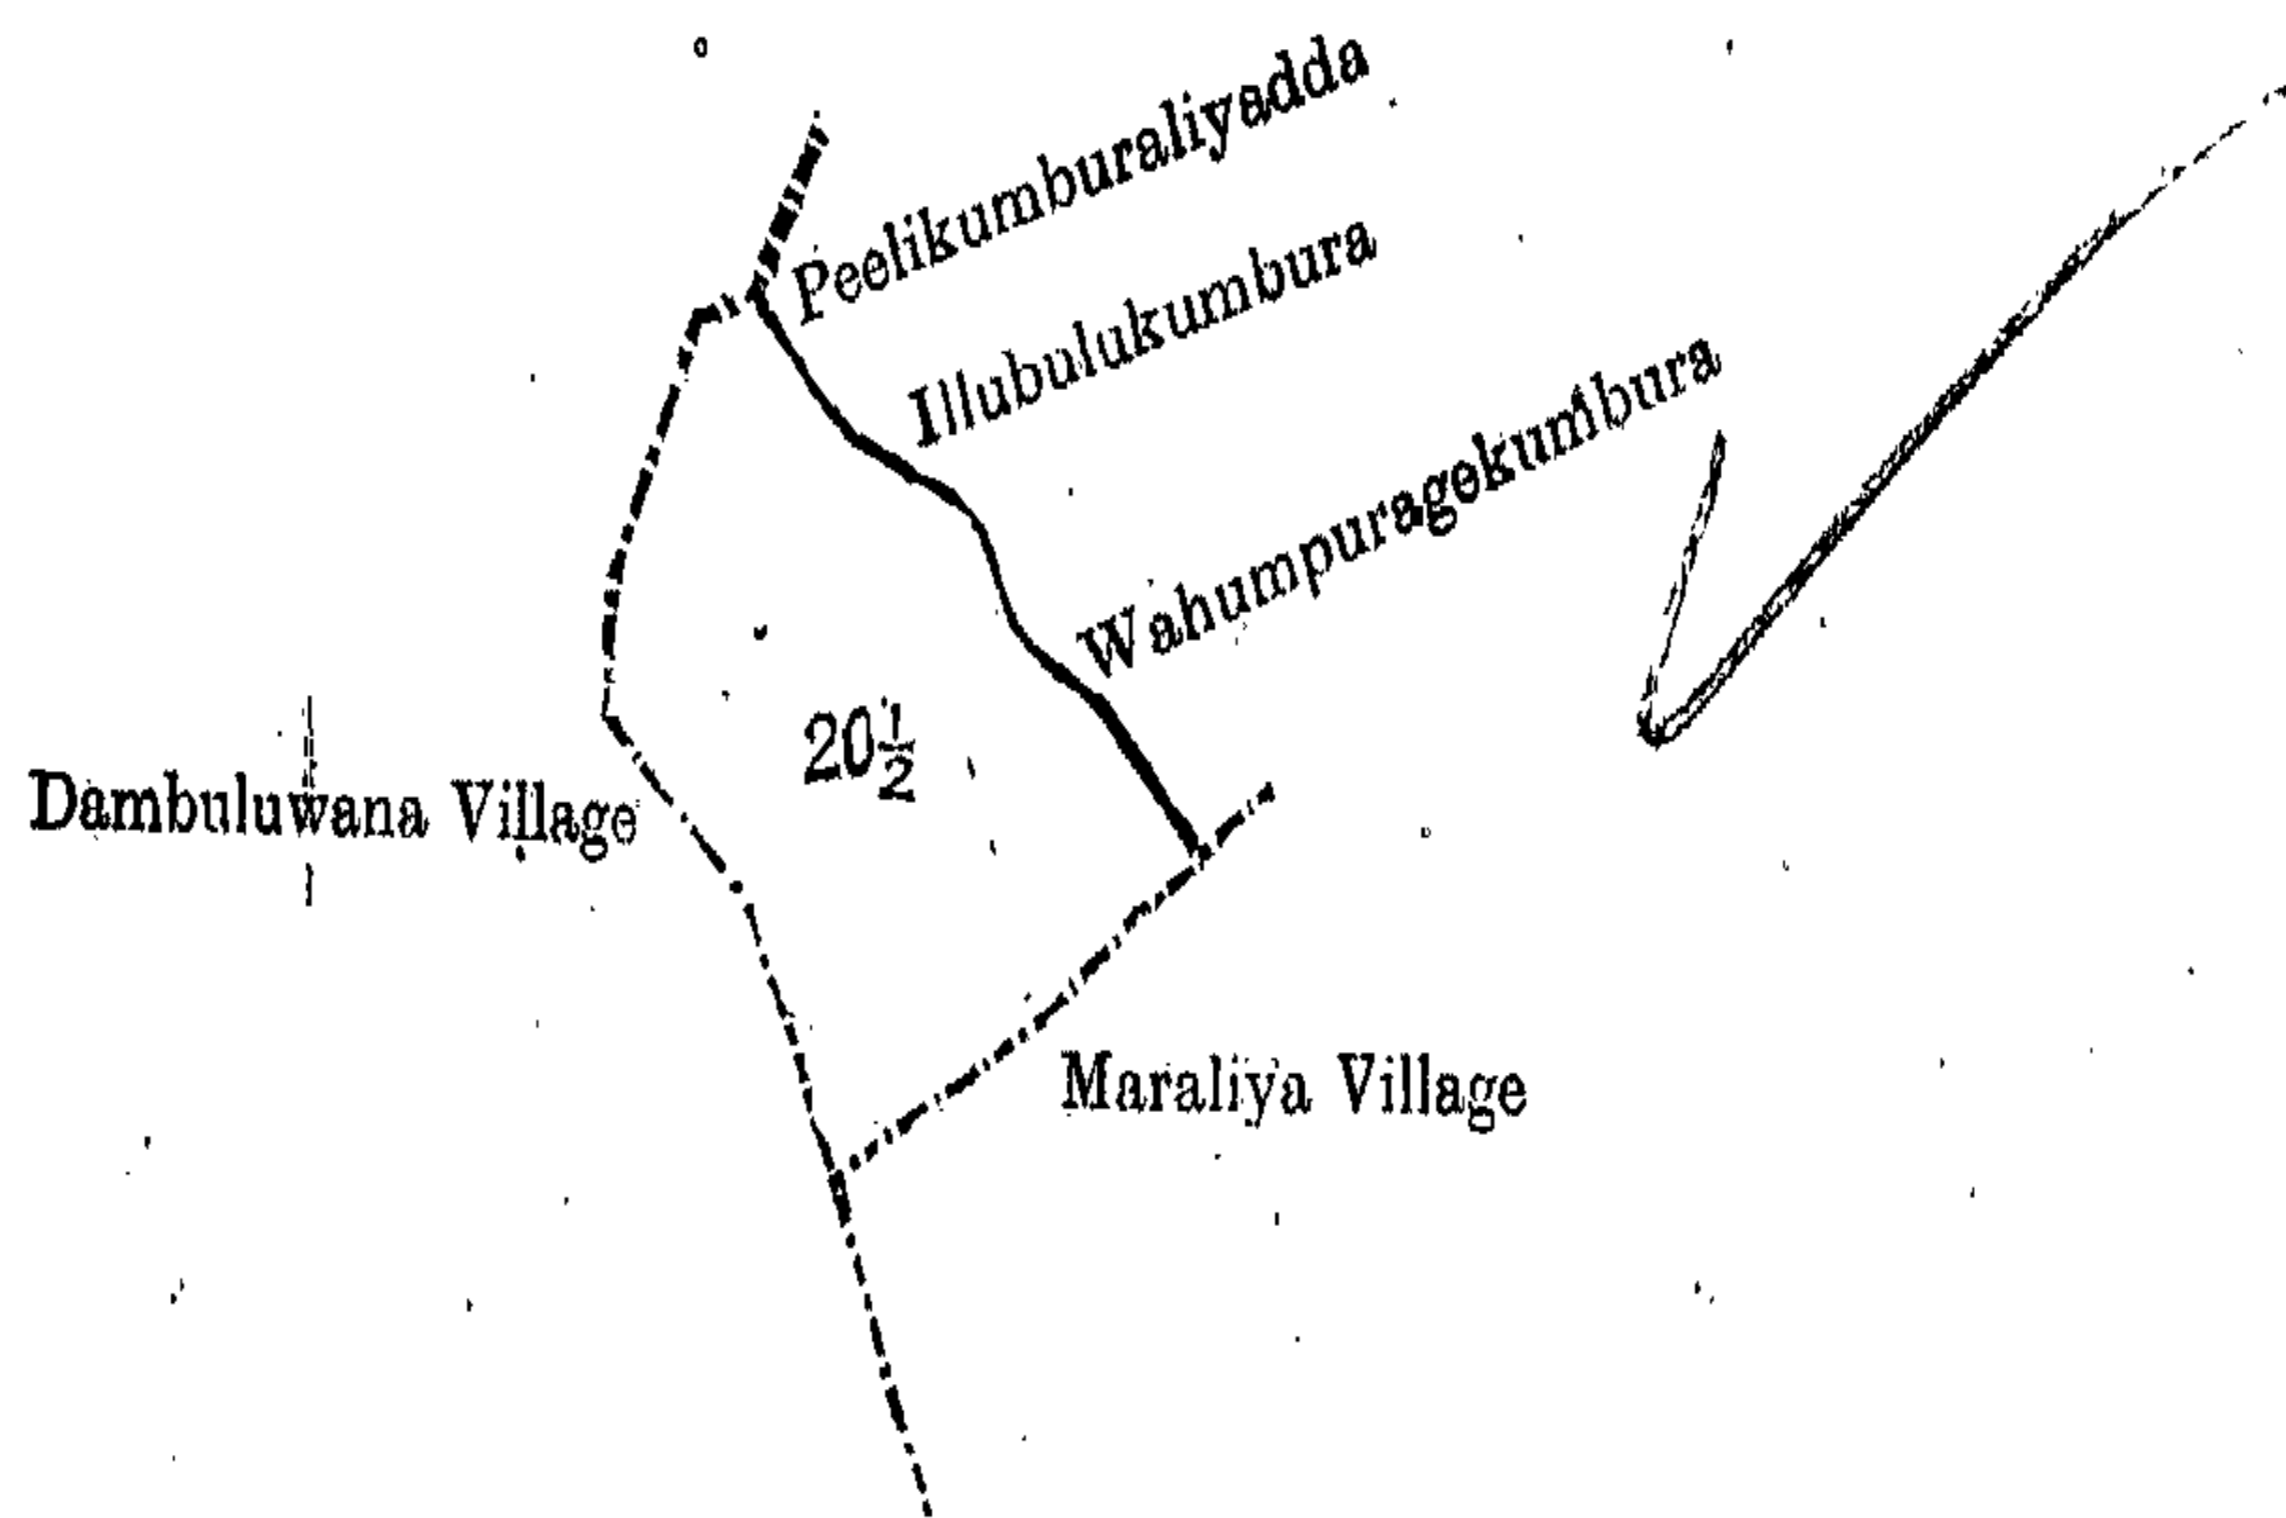 Peelikumburaliyadda
Illubulukumbura
Wahumpuragekumbura
20½
Dambuluwana Village
Maraliya Village